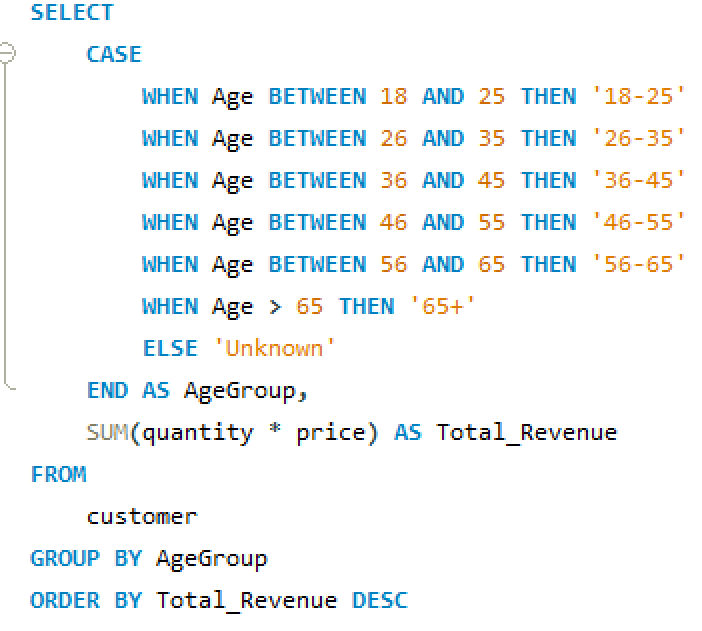 SELECT
CASE
WHEN Age BETWEEN 18 AND 25 THEN '18-25'
WHEN Age BETWEEN 26 AND 35 THEN '26-35'
WHEN Age BETWEEN 36 AND 45 THEN '36-45'
WHEN Age BETWEEN 46 AND 55 THEN '46-55'
WHEN Age BETWEEN 56 AND 65 THEN '56-65'
WHEN Age > 65 THEN '65+'
ELSE 'Unknown'
END AS AgeGroup,
SUM(quantity * price) AS Total_Revenue
FROM
customer
GROUP BY AgeGroup
ORDER BY Total_Revenue DESC